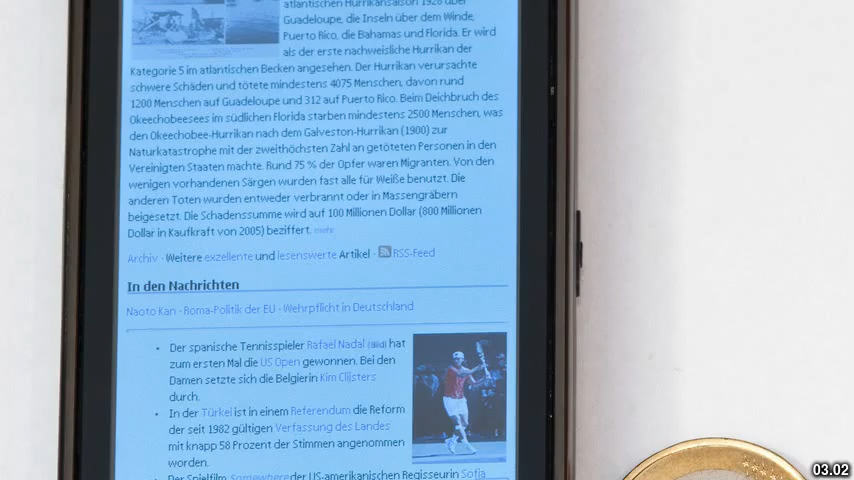 atlantischen Hurrikansaison 1928 über
Guadeloupe, die Inseln über dem Winde,
Puerto Rico, die Bahamas und Florida. Er wird
als der erste nachweisliche Hurrikan der
Kategorie 5 im atlantischen Becken angesehen. Der Hurrikan verursachte
schwere Schäden und tötete mindestens 4075 Menschen, davon rund
1200 Menschen auf Guadeloupe und 312 auf Puerto Rico. Beim Deichbruch des
Okeechobeesees im südlichen Florida starben mindestens 2500 Menschen, was
den Okeechobee-Hurrikan nach dem Galveston-Hurrikan (1900) zur
Naturkatastrophe mit der zweithöchsten Zahl an getöteten Personen in den
Vereinigten Staaten machte. Rund 75 % der Opfer waren Migranten. Von den
wenigen vorhandenen Särgen wurden fast alle für Weiße benutzt. Die
anderen Toten wurden entweder verbrannt oder in Massengräbern
beigesetzt. Die Schadenssumme wird auf 100 Millionen Dollar (800 Millionen
Dollar in Kaufkraft von 2005) beziffert. mehr
Archiv · Weitere exzellente und lesenswerte Artikel · RSS-Feed
In den Nachrichten
Naoto Kan · Roma-Politik der EU · Wehrpflicht in Deutschland
• Der spanische Tennisspieler Rafael Nadal (Bild) hat
zum ersten Mal die US Open gewonnen. Bei den
Damen setzte sich die Belgierin Kim Clijsters
durch.
• In der Türkei ist in einem Referendum die Reform
der seit 1982 gültigen Verfassung des Landes
mit knapp 58 Prozent der Stimmen angenommen
worden.
• Der Spielfilm Somewhere der US-amerikanischen Regisseurin Sofia
03.02